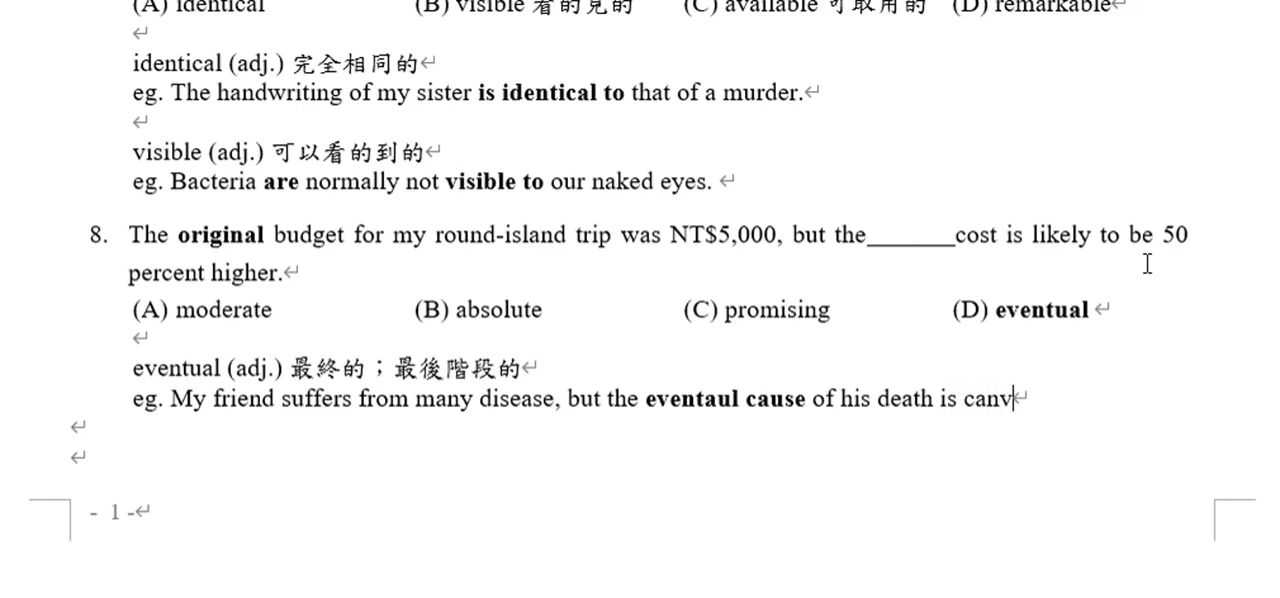 (A) identical (B) visible 看的見的 (C) available 可取用的 (D) remarkable
identical (adj.) 完全相同的
eg. The handwriting of my sister is identical to that of a murder.
visible (adj.) 可以看的到的
eg. Bacteria are normally not visible to our naked eyes.
8. The original budget for my round-island trip was NT$5,000, but the_______cost is likely to be 50
percent higher.
(A) moderate (B) absolute (C) promising (D) eventual
eventual (adj.) 最終的；最後階段的
eg. My friend suffers from many disease, but the eventaul cause of his death is canv
- 1 -